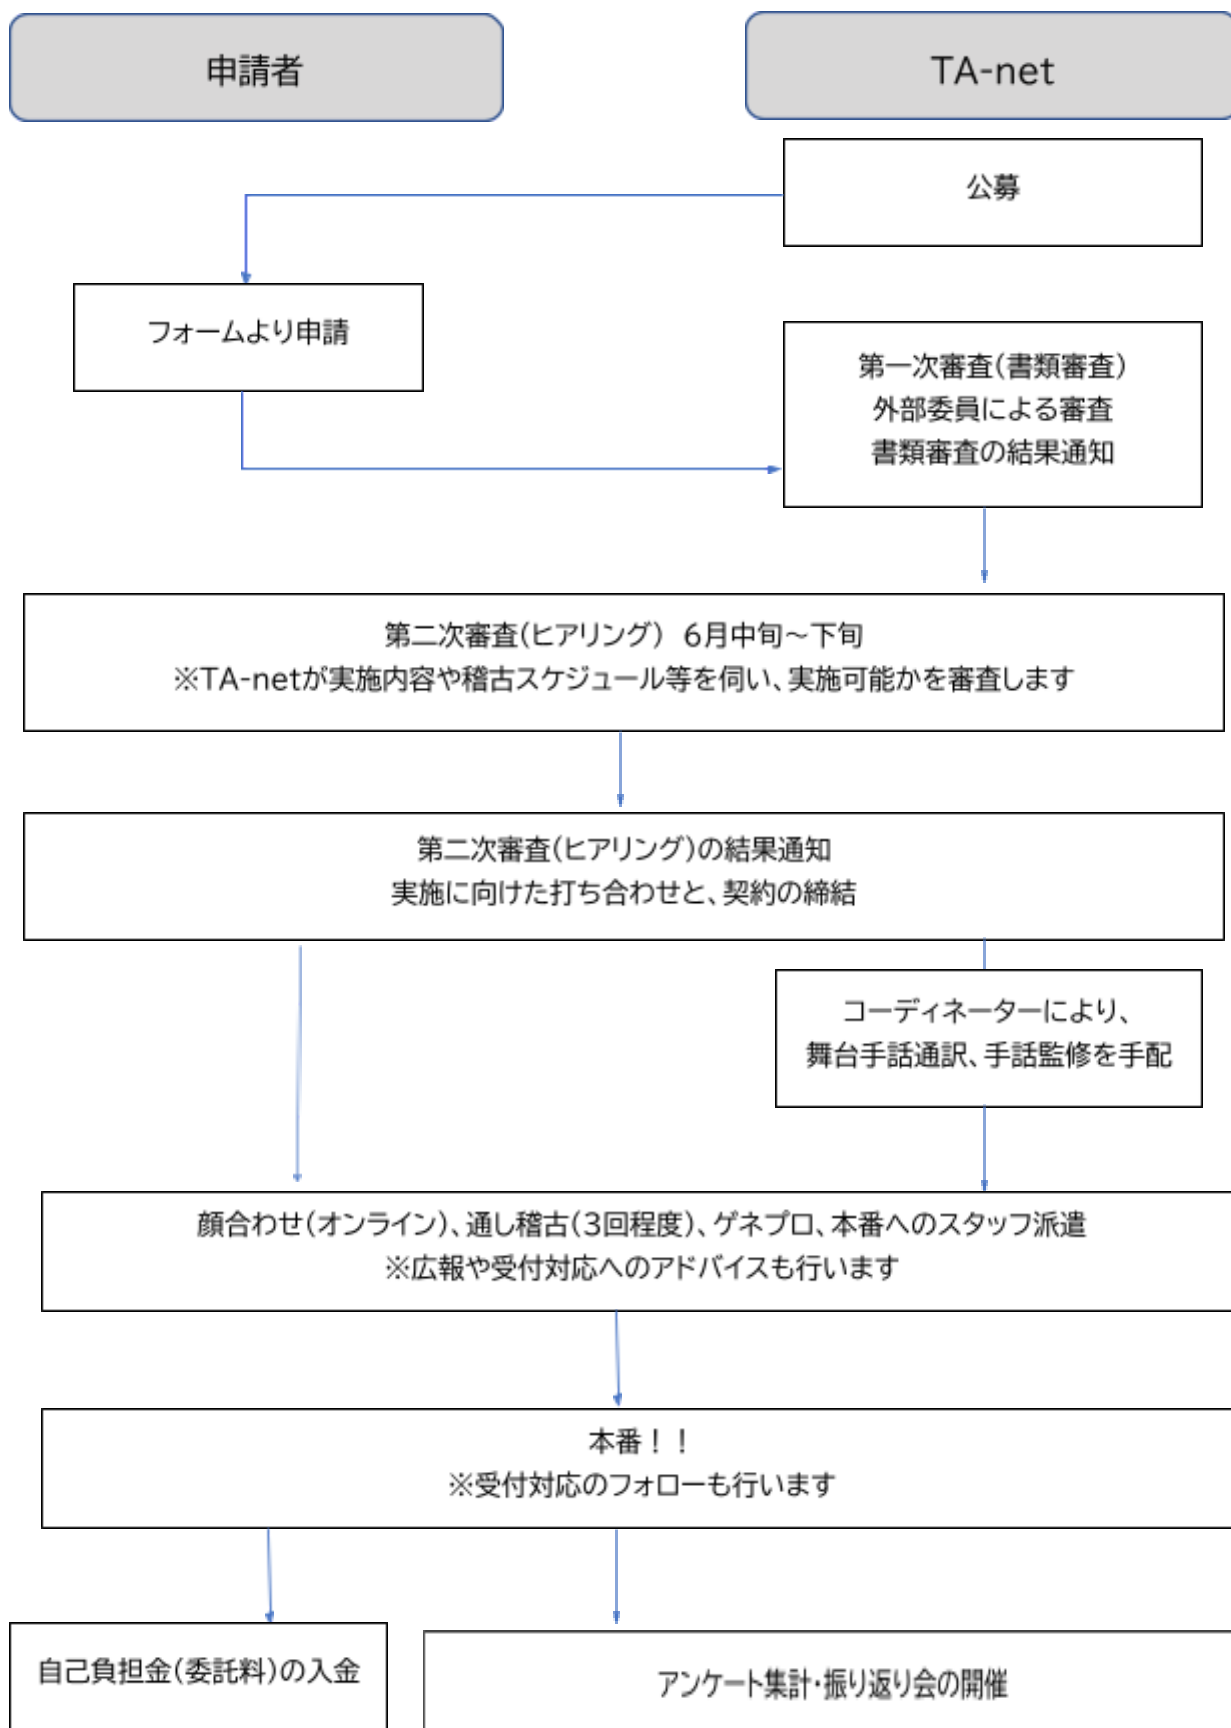 申請者
TA-net
公募
フォームより申請
第一次審査(書類審査)
外部委員による審査
書類審査の結果通知
第二次審査(ヒアリング) 6月中旬～下旬
※TA-netが実施内容や稽古スケジュール等を伺い、実施可能かを審査します
第二次審査(ヒアリング)の結果通知
実施に向けた打ち合わせと、契約の締結
コーディネーターにより、
舞台手話通訳、手話監修を手配
顔合わせ(オンライン)、通し稽古(3回程度)、ゲネプロ、本番へのスタッフ派遣
※広報や受付対応へのアドバイスも行います
本番！！
※受付対応のフォローも行います
自己負担金(委託料)の入金
アンケート集計・振り返り会の開催